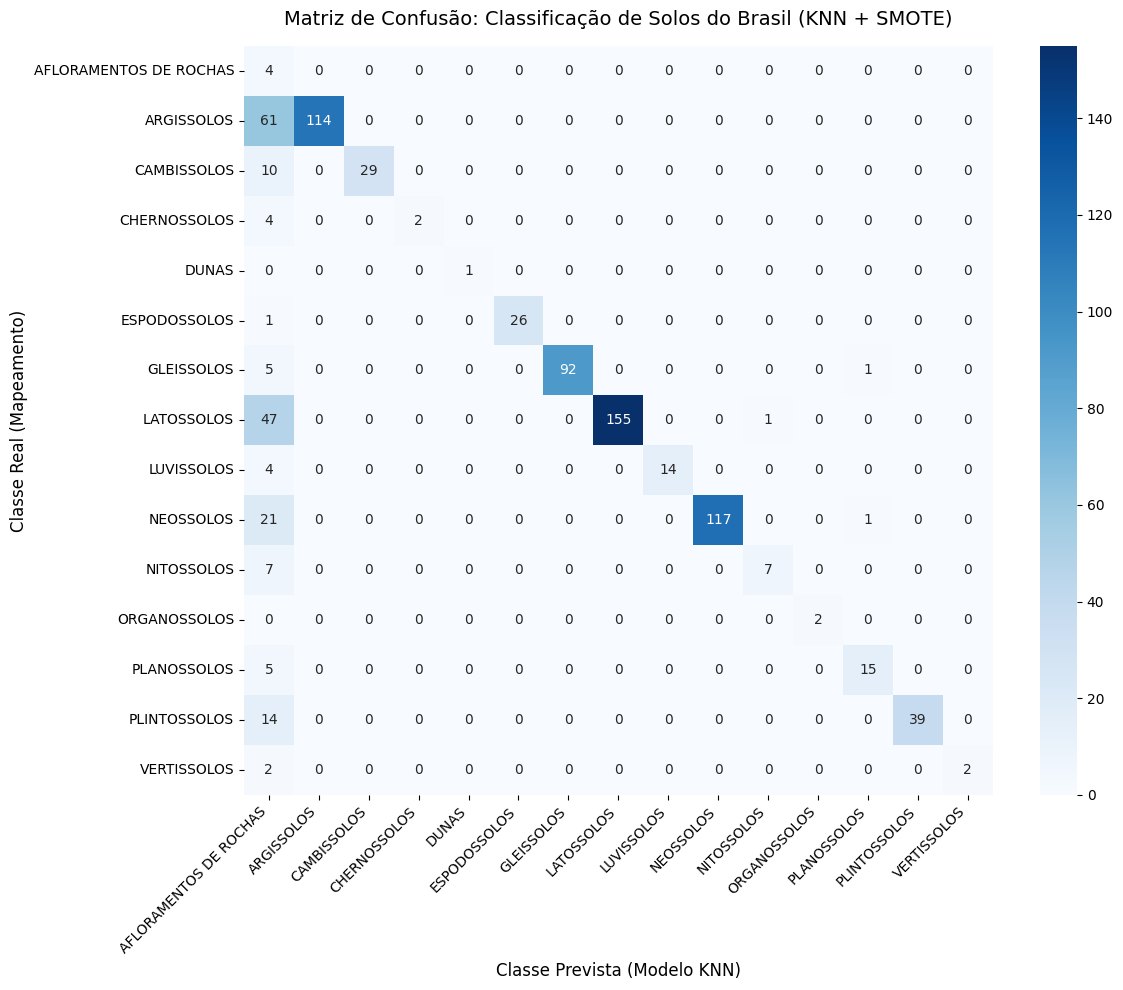 Matriz de Confusão: Classificação de Solos do Brasil (KNN + SMOTE)
AFLORAMENTOS DE ROCHAS 4 0 0 0 0 0 0 0 0 0 0 0 0 0 0
ARGISSOLOS 61 114 0 0 0 0 0 0 0 0 0 0 0 0 0
CAMBISSOLOS 10 0 29 0 0 0 0 0 0 0 0 0 0 0 0
CHERNOSSOLOS 4 0 0 2 0 0 0 0 0 0 0 0 0 0 0
DUNAS 0 0 0 0 1 0 0 0 0 0 0 0 0 0 0
ESPODOSSOLOS 1 0 0 0 0 26 0 0 0 0 0 0 0 0 0
GLEISSOLOS 5 0 0 0 0 0 92 0 0 0 0 0 1 0 0
LATOSSOLOS 47 0 0 0 0 0 0 155 0 0 1 0 0 0 0
LUVISSOLOS 4 0 0 0 0 0 0 0 14 0 0 0 0 0 0
NEOSSOLOS 21 0 0 0 0 0 0 0 0 117 0 0 1 0 0
NITOSSOLOS 7 0 0 0 0 0 0 0 0 0 7 0 0 0 0
ORGANOSSOLOS 0 0 0 0 0 0 0 0 0 0 0 2 0 0 0
PLANOSSOLOS 5 0 0 0 0 0 0 0 0 0 0 0 15 0 0
PLINTOSSOLOS 14 0 0 0 0 0 0 0 0 0 0 0 0 39 0
VERTISSOLOS 2 0 0 0 0 0 0 0 0 0 0 0 0 0 2
AFLORAMENTOS DE ROCHAS
ARGISSOLOS
CAMBISSOLOS
CHERNOSSOLOS
DUNAS
ESPODOSSOLOS
GLEISSOLOS
LATOSSOLOS
LUVISSOLOS
NEOSSOLOS
NITOSSOLOS
ORGANOSSOLOS
PLANOSSOLOS
PLINTOSSOLOS
VERTISSOLOS
Classe Prevista (Modelo KNN)
Classe Real (Mapeamento)
140
120
100
80
60
40
20
0